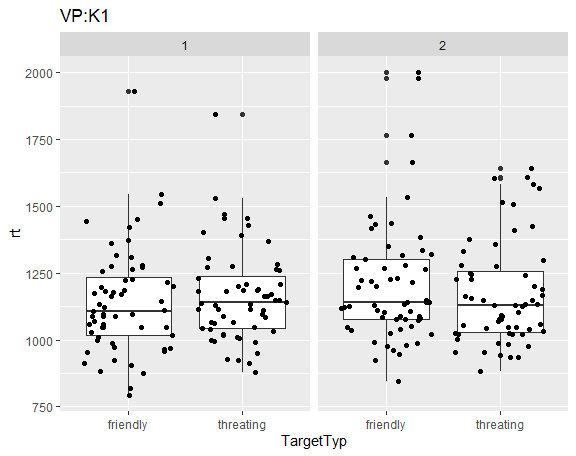 VP:K1
1
2
rt
2000
1750
1500
1250
1000
750
friendly
threating
friendly
threating
TargetTyp